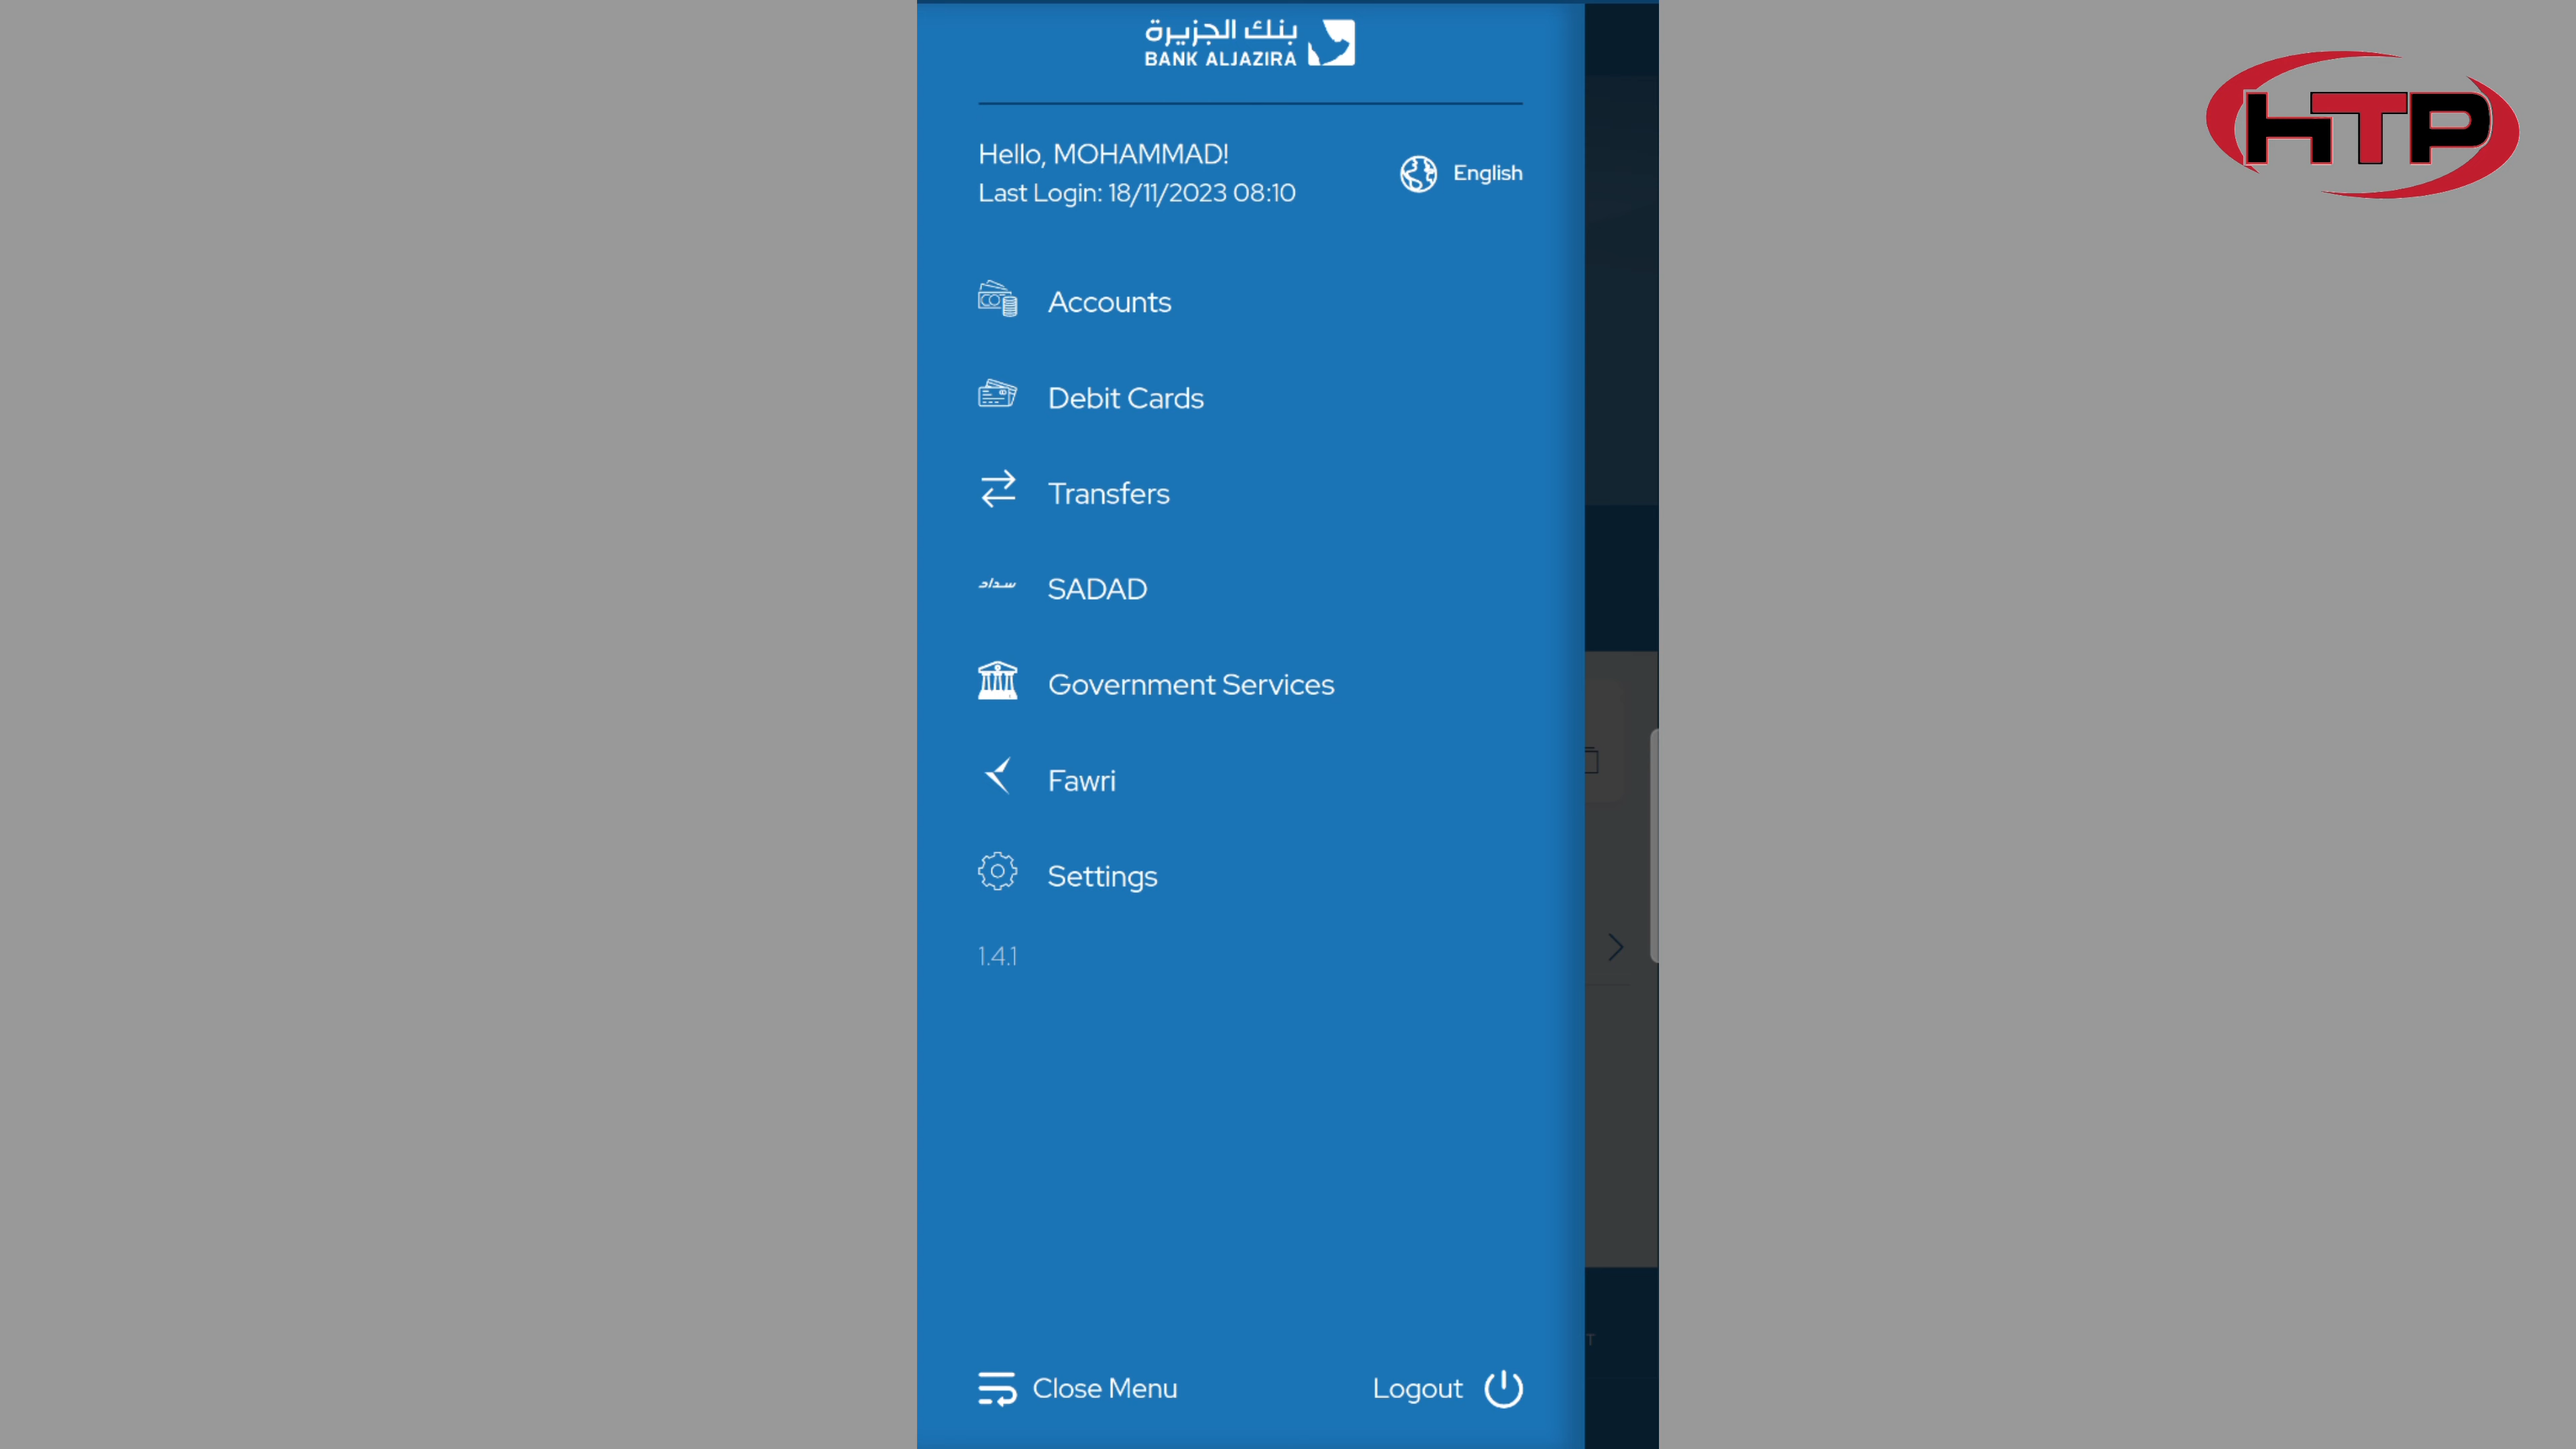 بنك الجزيرة
BANK ALJAZIRA
HTP
Hello, MOHAMMAD!
Last Login: 18/11/2023 08:10
English
Accounts
Debit Cards
Transfers
سداد
SADAD
Government Services
Fawri
Settings
1.4.1
T
Close Menu
Logout